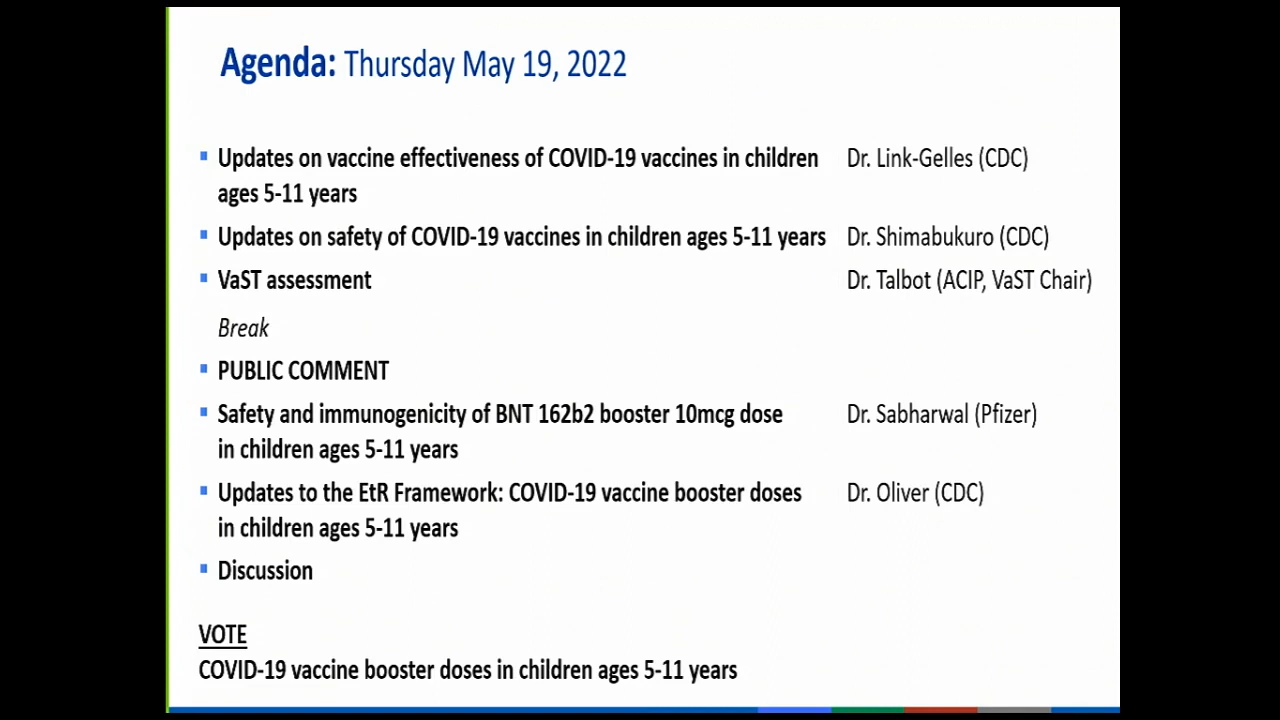 Agenda: Thursday May 19, 2022
Updates on vaccine effectiveness of COVID-19 vaccines in children Dr. Link-Gelles (CDC)
ages 5-11 years
Updates on safety of COVID-19 vaccines in children ages 5-11 years Dr. Shimabukuro (CDC)
VaST assessment Dr. Talbot (ACIP, VaST Chair)
Break
PUBLIC COMMENT
Safety and immunogenicity of BNT 162b2 booster 10mcg dose Dr. Sabharwal (Pfizer)
in children ages 5-11 years
Updates to the EtR Framework: COVID-19 vaccine booster doses Dr. Oliver (CDC)
in children ages 5-11 years
Discussion
VOTE
COVID-19 vaccine booster doses in children ages 5-11 years